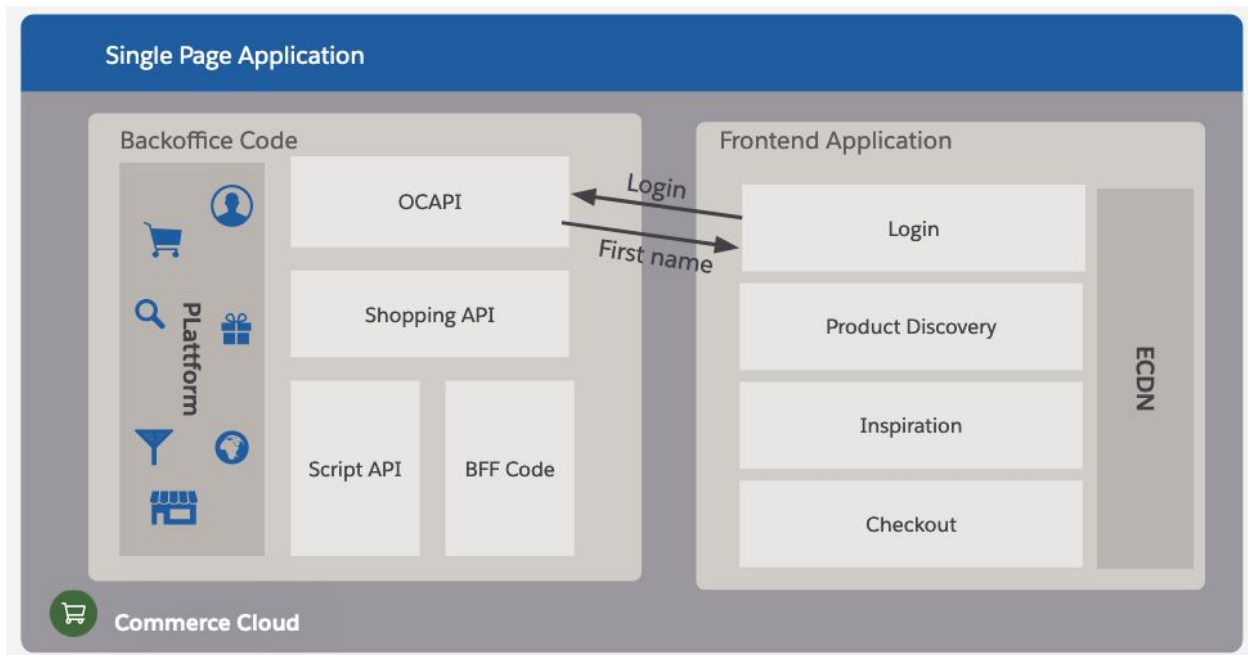 Single Page Application
Backoffice Code
PLattform
OCAPI
Shopping API
Script API
BFF Code
Login
First name
Frontend Application
Login
Product Discovery
Inspiration
Checkout
ECDN
Commerce Cloud